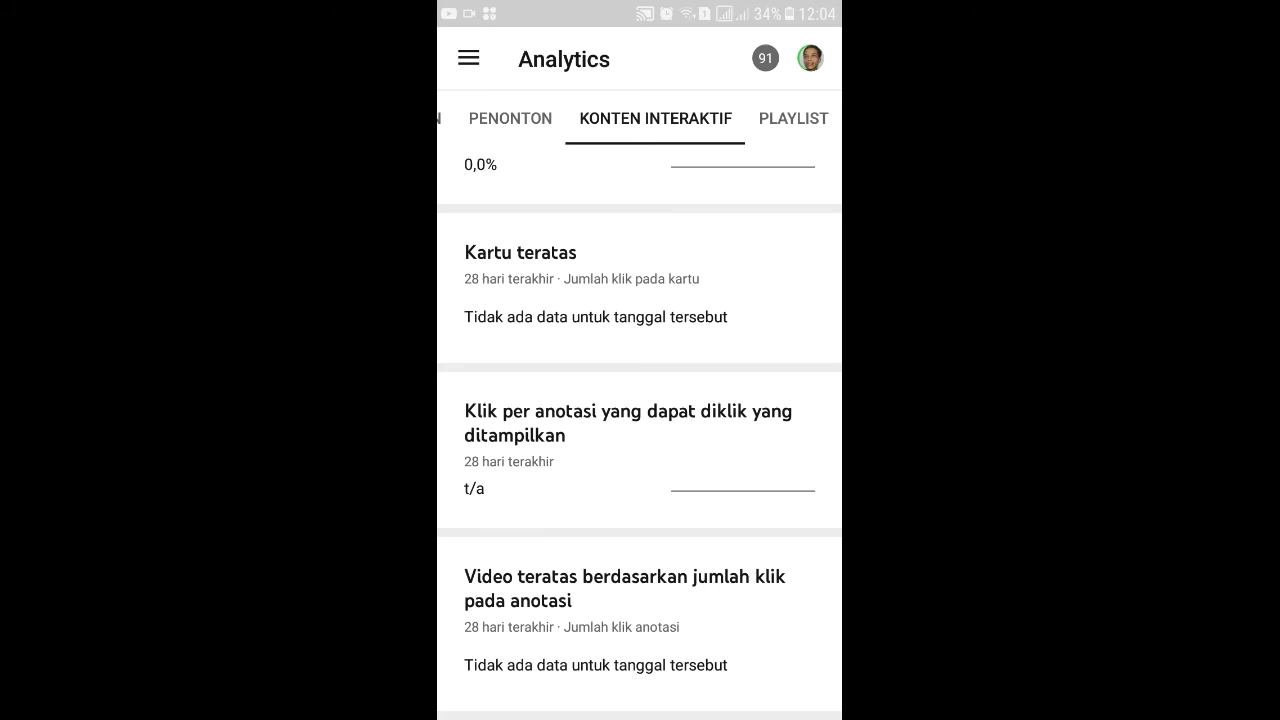 34% 12:04
Analytics
91
N PENONTON KONTEN INTERAKTIF PLAYLIST
0,0%
Kartu teratas
28 hari terakhir · Jumlah klik pada kartu
Tidak ada data untuk tanggal tersebut
Klik per anotasi yang dapat diklik yang
ditampilkan
28 hari terakhir
t/a
Video teratas berdasarkan jumlah klik
pada anotasi
28 hari terakhir · Jumlah klik anotasi
Tidak ada data untuk tanggal tersebut